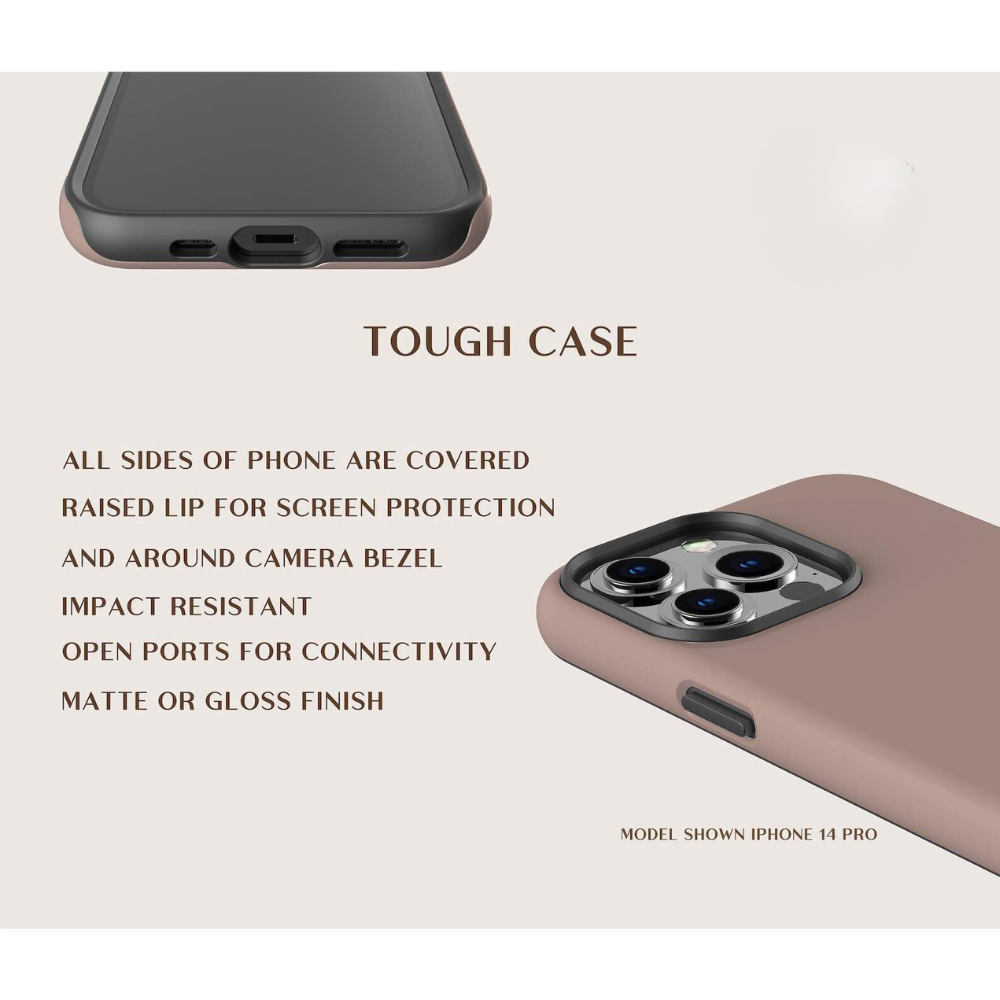 TOUGH CASE
ALL SIDES OF PHONE ARE COVERED
RAISED LIP FOR SCREEN PROTECTION
AND AROUND CAMERA BEZEL
IMPACT RESISTANT
OPEN PORTS FOR CONNECTIVITY
MATTE OR GLOSS FINISH
MODEL SHOWN IPHONE 14 PRO